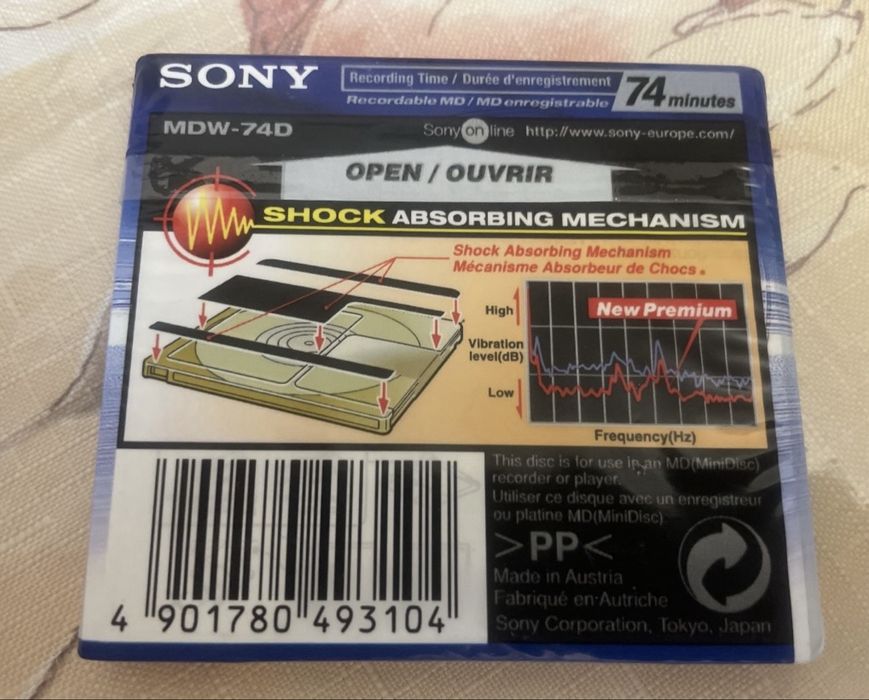 SONY
Recording Time / Durée d'enregistrement
Recordable MD / MD enregistrable
74 minutes
MDW-74D
Sony on line http://www.sony-europe.com/
OPEN / OUVRIR
SHOCK ABSORBING MECHANISM
Shock Absorbing Mechanism
Mécanisme Absorbeur de Chocs.
High
Vibration
level(dB)
Low
New Premium
Frequency(Hz)
This disc is for use in an MD(MiniDisc)
recorder or player.
Utiliser ce disque avec un enregistreur
ou platine MD(MiniDisc)
>PP<
Made in Austria
Fabriqué en Autriche
Sony Corporation, Tokyo, Japan
4 901780 493104